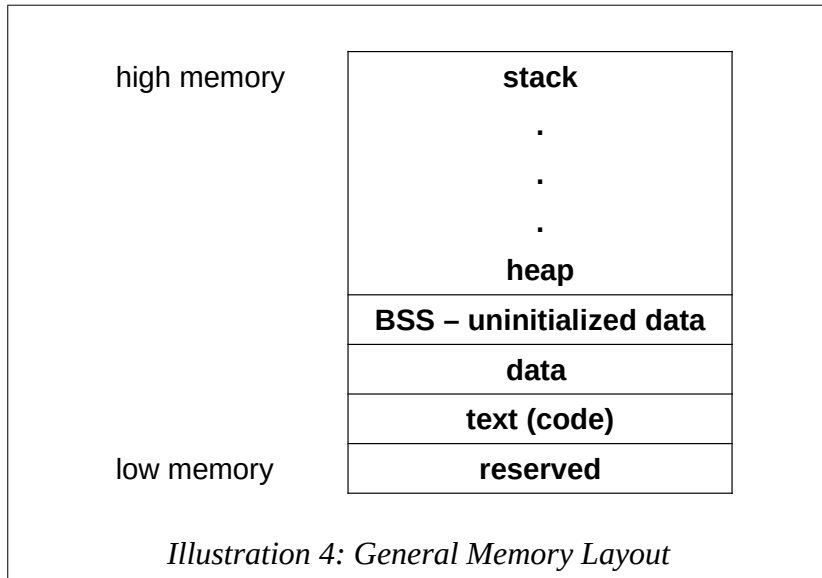 high memory stack
.
.
.
heap
BSS – uninitialized data
data
text (code)
low memory reserved
Illustration 4: General Memory Layout